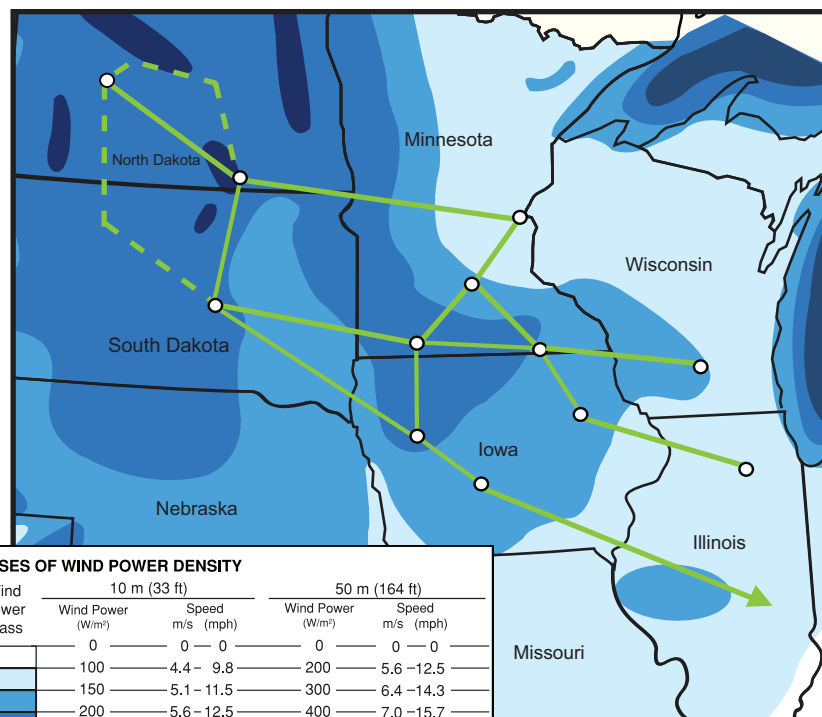 Minnesota
North Dakota
Wisconsin
South Dakota
Iowa
Nebraska
Illinois
Missouri
OF WIND POWER DENSITY
10 m (33 ft) 50 m (164 ft)
Wind Power Speed Wind Power Speed
(W/m²) m/s (mph) (W/m²) m/s (mph)
0 0 0 0 0 0
100 4.4 9.8 200 5.6 12.5
150 5.1 11.5 300 6.4 14.3
200 5.6 12.5 400 7.0 15.7